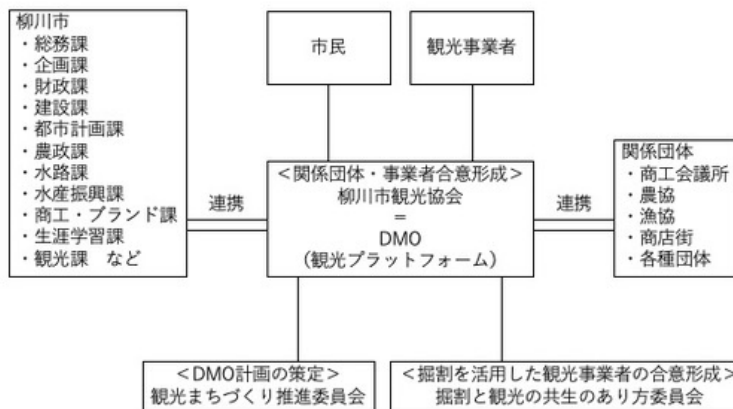 柳川市
・総務課
・企画課
・財政課
・建設課
・都市計画課
・農政課
・水路課
・水産振興課
・商工・ブランド課
・生涯学習課
・観光課　など
市民
観光事業者
連携
＜関係団体・事業者合意形成＞
柳川市観光協会
＝
DMO
（観光プラットフォーム）
連携
関係団体
・商工会議所
・農協
・漁協
・商店街
・各種団体
＜DMO計画の策定＞
観光まちづくり推進委員会
＜掘割を活用した観光事業者の合意形成＞
掘割と観光の共生のあり方委員会